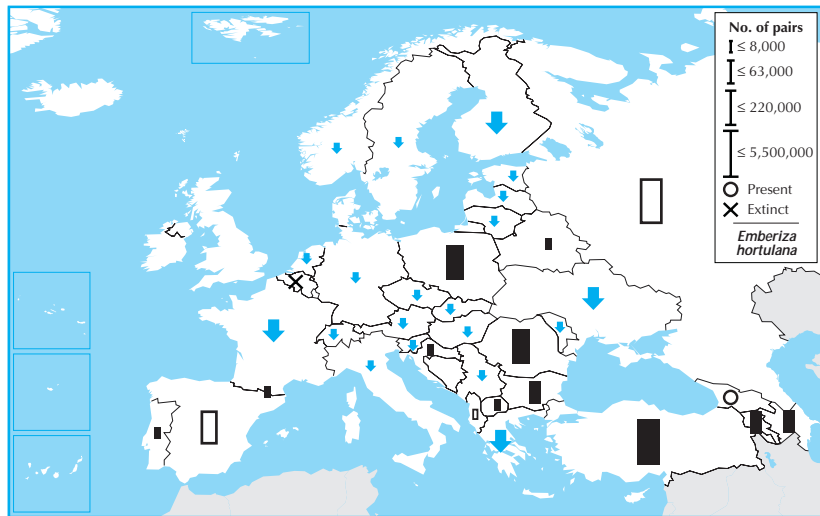 No. of pairs
≤ 8,000
≤ 63,000
≤ 220,000
≤ 5,500,000
Present
Extinct
Emberiza
hortulana